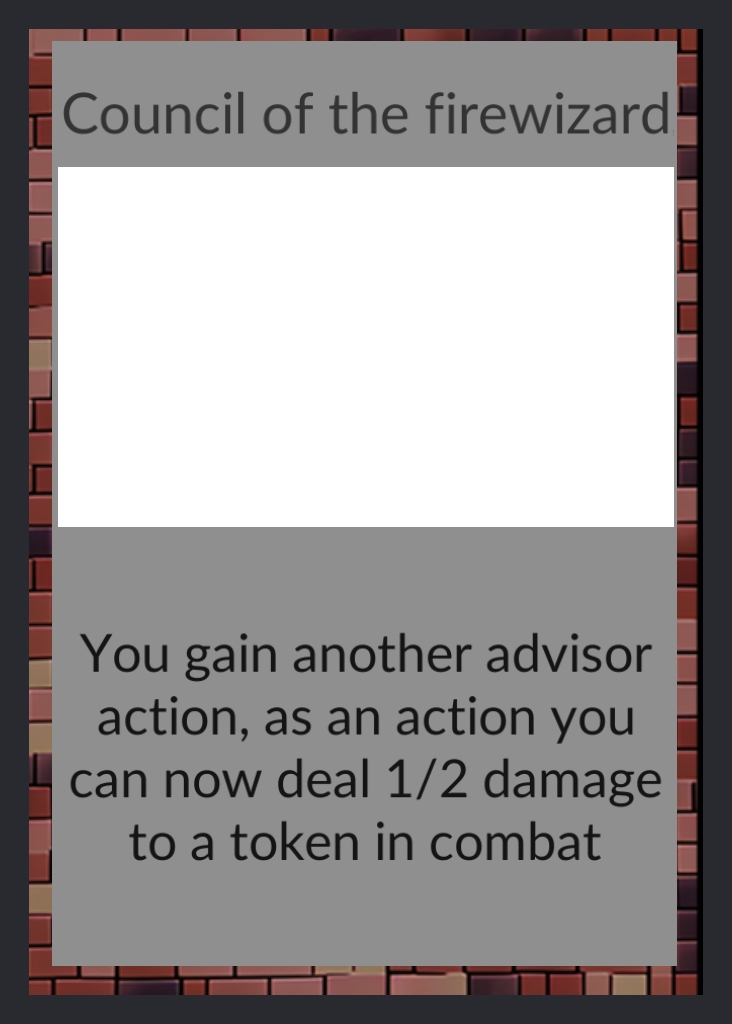 Council of the firewizard
You gain another advisor
action, as an action you
can now deal 1/2 damage
to a token in combat